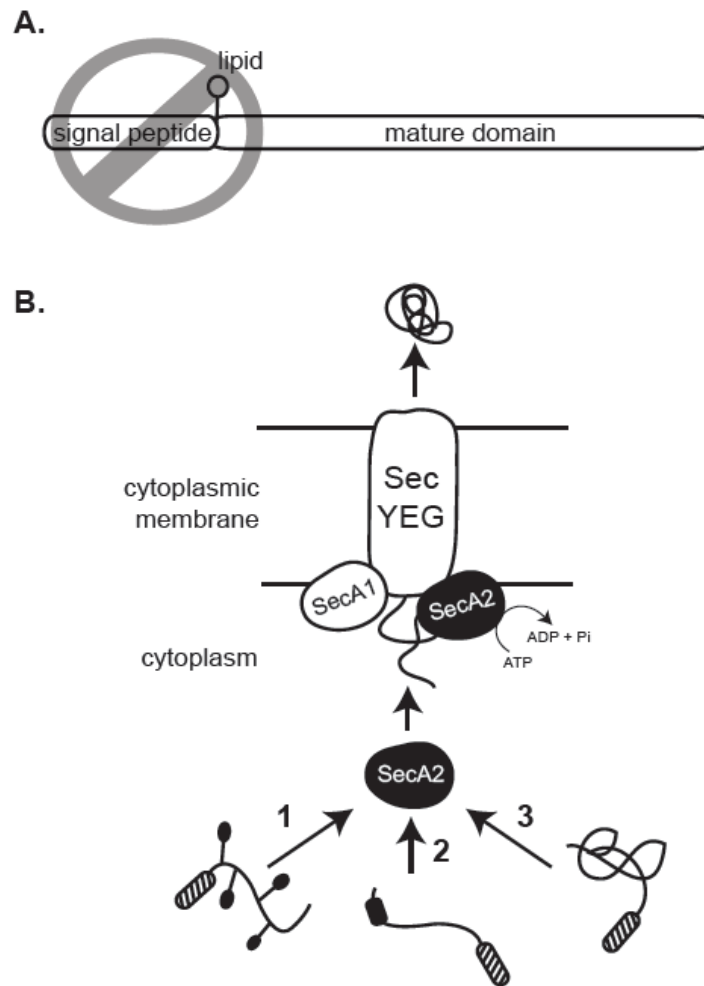 A.
lipid
signal peptide
mature domain
B.
Sec
YEG
cytoplasmic
membrane
SecA1
SecA2
ADP + Pi
ATP
cytoplasm
SecA2
1
2
3